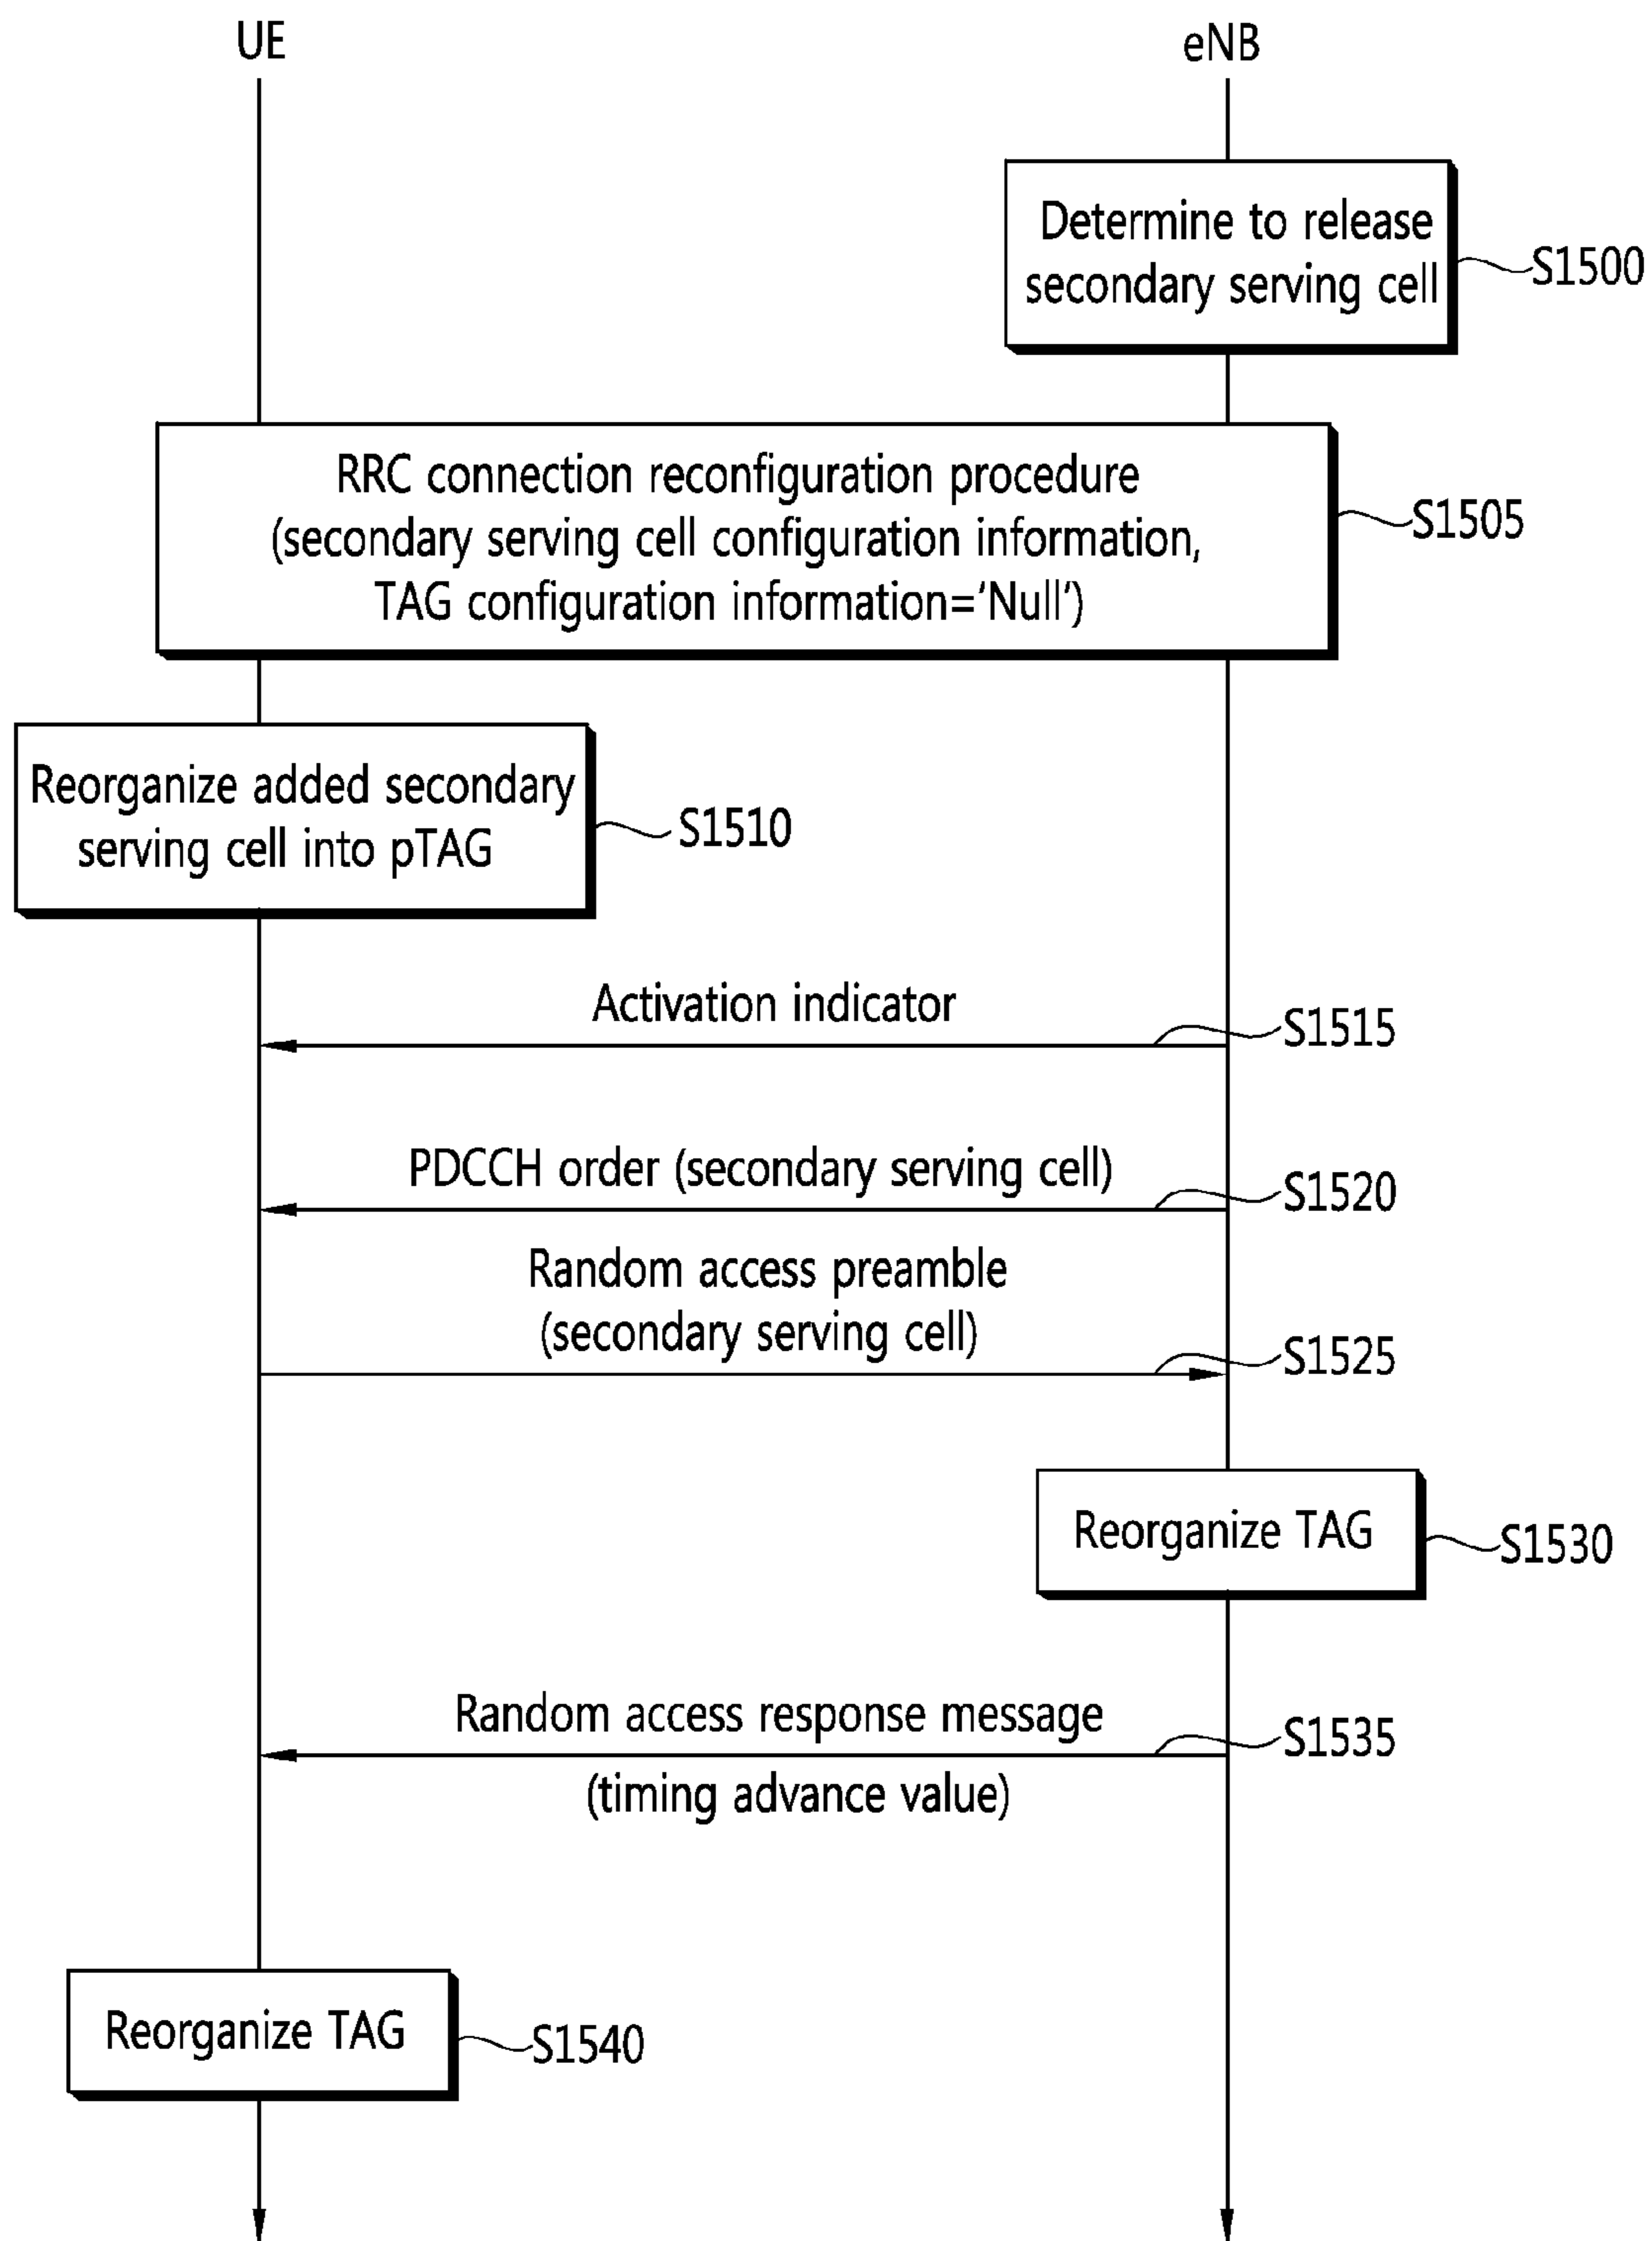 UE
eNB
Determine to release
secondary serving cell
S1500
RRC connection reconfiguration procedure
(secondary serving cell configuration information,
TAG configuration information='Null')
S1505
Reorganize added secondary
serving cell into pTAG
S1510
Activation indicator
S1515
PDCCH order (secondary serving cell)
S1520
Random access preamble
(secondary serving cell)
S1525
Reorganize TAG
S1530
Random access response message
(timing advance value)
S1535
Reorganize TAG
S1540